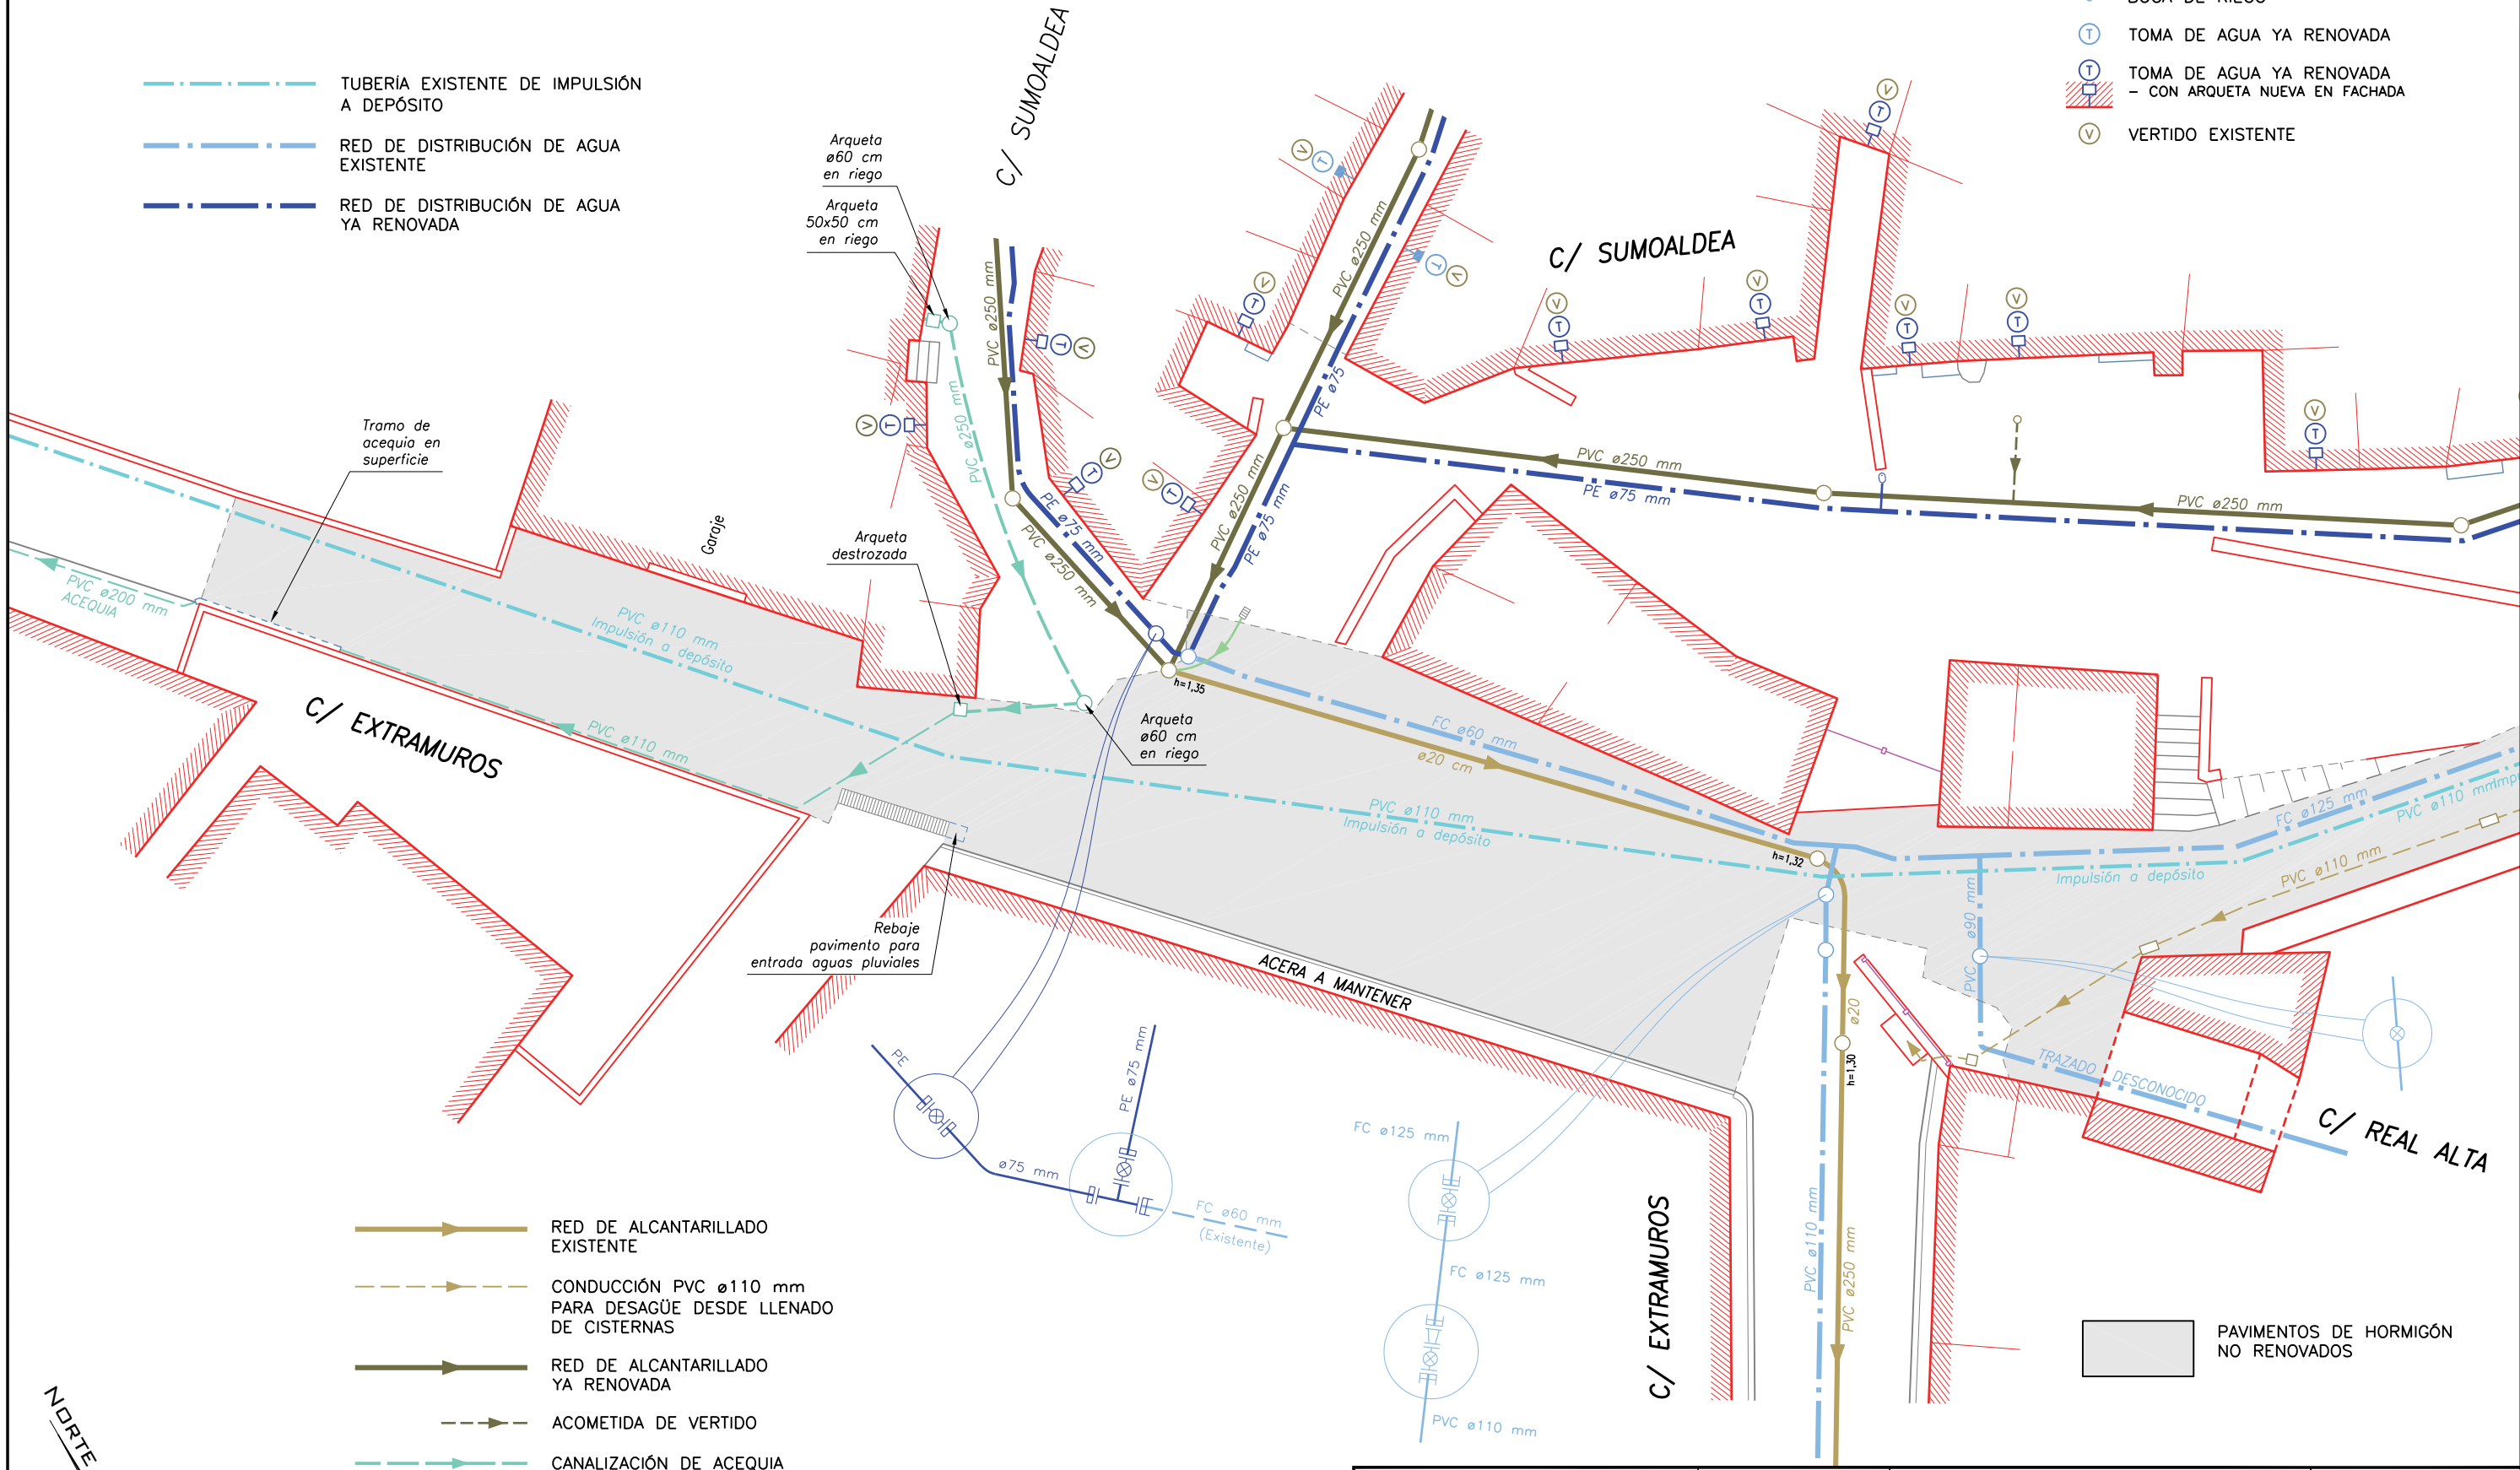 TUBERÍA EXISTENTE DE IMPULSIÓN
A DEPÓSITO
RED DE DISTRIBUCIÓN DE AGUA
EXISTENTE
RED DE DISTRIBUCIÓN DE AGUA
YA RENOVADA
TOMA DE AGUA YA RENOVADA
TOMA DE AGUA YA RENOVADA
- CON ARQUETA NUEVA EN FACHADA
VERTIDO EXISTENTE
T
T
V
C/ SUMOALDEA
C/ SUMOALDEA
Arqueta
ø60 cm
en riego
Arqueta
50x50 cm
en riego
PVC ø250 mm
PVC ø250 mm
PVC ø250 mm
PE ø75
V
T
T
V
V
T
V
T
V
T
V
T
V
T
V
T
V
T
T
V
V
T
T
V
V
T
Tramo de
acequia en
superficie
Garaje
Arqueta
destrozada
PE ø75 mm
PVC ø250 mm
PVC ø250 mm
PE ø75 mm
PVC ø250 mm
PE ø75 mm
PVC ø250 mm
PVC ø200 mm
ACEQUIA
PVC ø110 mm
Impulsión a depósito
h=1,35
C/ EXTRAMUROS
PVC ø110 mm
Arqueta
ø60 cm
en riego
FC ø60 mm
ø20 cm
PVC ø110 mm
Impulsión a depósito
h=1,32
FC ø125 mm
PVC ø110 mm
Impulsión a depósito
PVC ø110 mm
Rebaje
pavimento para
entrada aguas pluviales
ACERA A MANTENER
PVC ø90 mm
ø20
h=1,30
TRAZADO DESCONOCIDO
C/ REAL ALTA
PE
PE ø75 mm
ø75 mm
FC ø60 mm
(Existente)
FC ø125 mm
FC ø125 mm
PVC ø110 mm
C/ EXTRAMUROS
PVC ø110 mm
PVC ø250 mm
RED DE ALCANTARILLADO
EXISTENTE
CONDUCCIÓN PVC ø110 mm
PARA DESAGÜE DESDE LLENADO
DE CISTERNAS
RED DE ALCANTARILLADO
YA RENOVADA
ACOMETIDA DE VERTIDO
CANALIZACIÓN DE ACEQUIA
PAVIMENTOS DE HORMIGÓN
NO RENOVADOS
NORTE